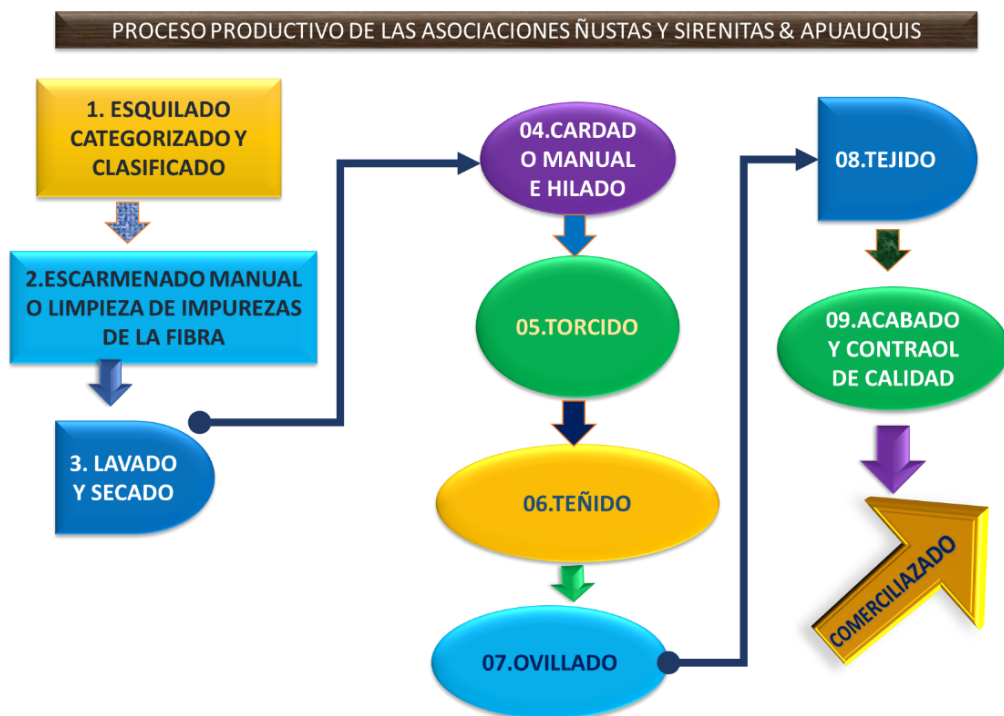 PROCESO PRODUCTIVO DE LAS ASOCIACIONES ÑUSTAS Y SIRENITAS & APUAUQUIS
1. ESQUILADO
CATEGORIZADO Y
CLASIFICADO
2.ESCARMENADO MANUAL
O LIMPIEZA DE IMPUREZAS
DE LA FIBRA
3. LAVADO
Y SECADO
04.CARDAD
O MANUAL
E HILADO
05.TORCIDO
06.TEÑIDO
07.OVILLADO
08.TEJIDO
09.ACABADO
Y CONTRAOL
DE CALIDAD
COMERCILIAZADO